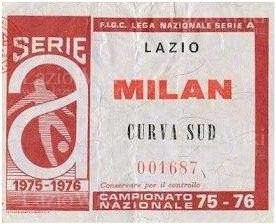 F.I.G.C. LEGA NAZIONALE SERIE A
SERIE
A
1975-1976
LAZIO
MILAN
CURVA SUD
001687
Conservare per il controllo
CAMPIONATO
NAZIONALE 75-76